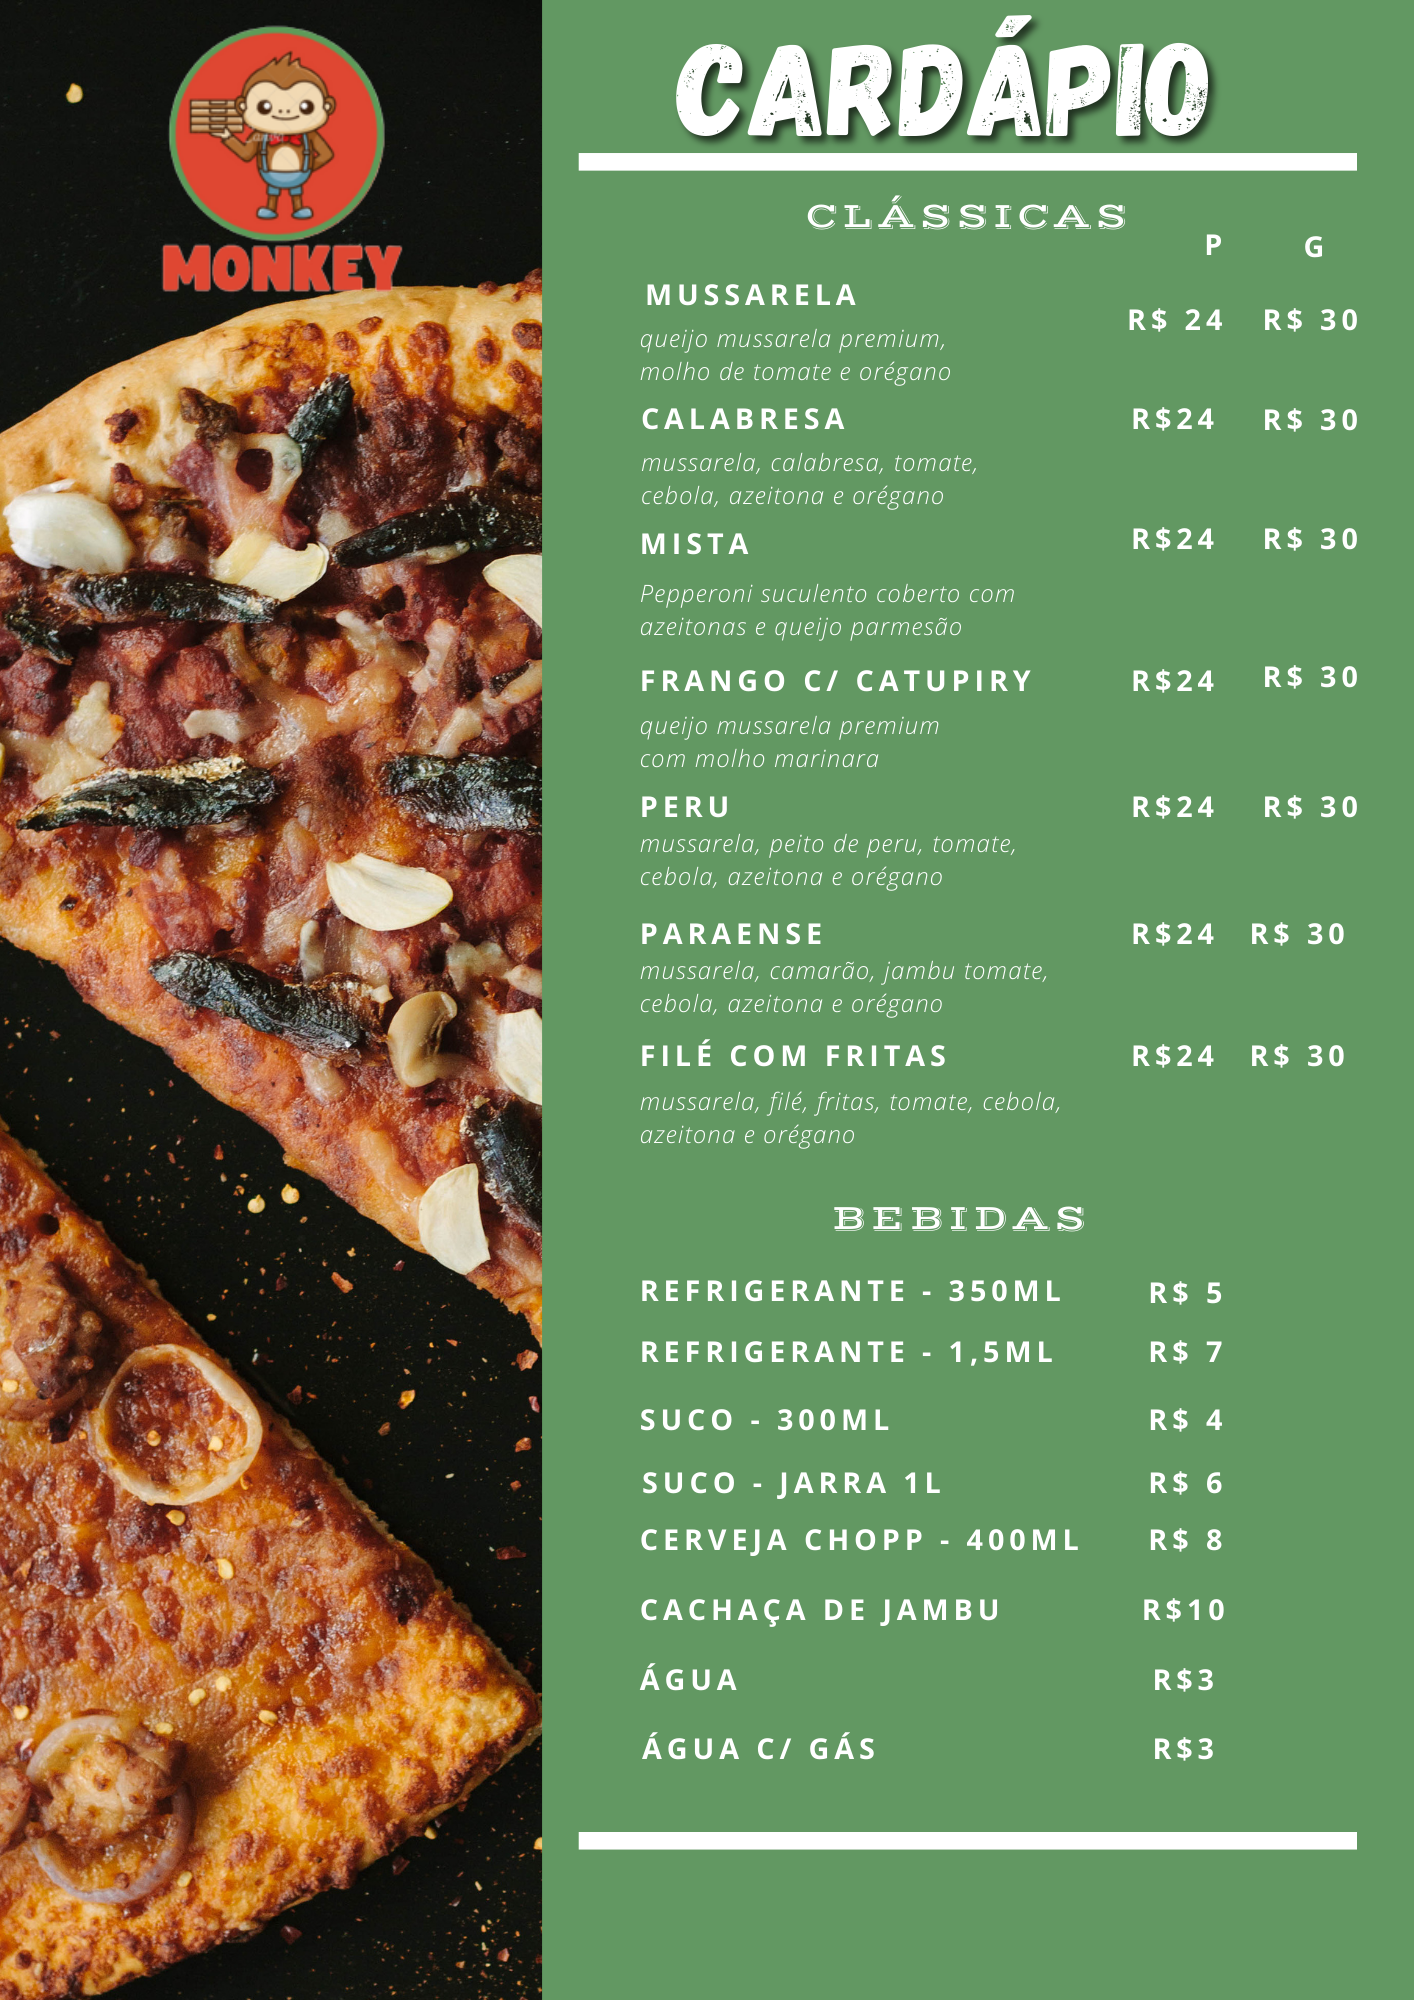 MONKEY
CARDÁPIO
CLÁSSICAS
P G
MUSSARELA
R$ 24 R$ 30
queijo mussarela premium,
molho de tomate e orégano
CALABRESA R$24 R$ 30
mussarela, calabresa, tomate,
cebola, azeitona e orégano
MISTA R$24 R$ 30
Pepperoni suculento coberto com
azeitonas e queijo parmesão
FRANGO C/ CATUPIRY R$24 R$ 30
queijo mussarela premium
com molho marinara
PERU R$24 R$ 30
mussarela, peito de peru, tomate,
cebola, azeitona e orégano
PARAENSE R$24 R$ 30
mussarela, camarão, jambu tomate,
cebola, azeitona e orégano
FILÉ COM FRITAS R$24 R$ 30
mussarela, filé, fritas, tomate, cebola,
azeitona e orégano
BEBIDAS
REFRIGERANTE - 350ML R$ 5
REFRIGERANTE - 1,5ML R$ 7
SUCO - 300ML R$ 4
SUCO - JARRA 1L R$ 6
CERVEJA CHOPP - 400ML R$ 8
CACHAÇA DE JAMBU R$10
ÁGUA R$3
ÁGUA C/ GÁS R$3